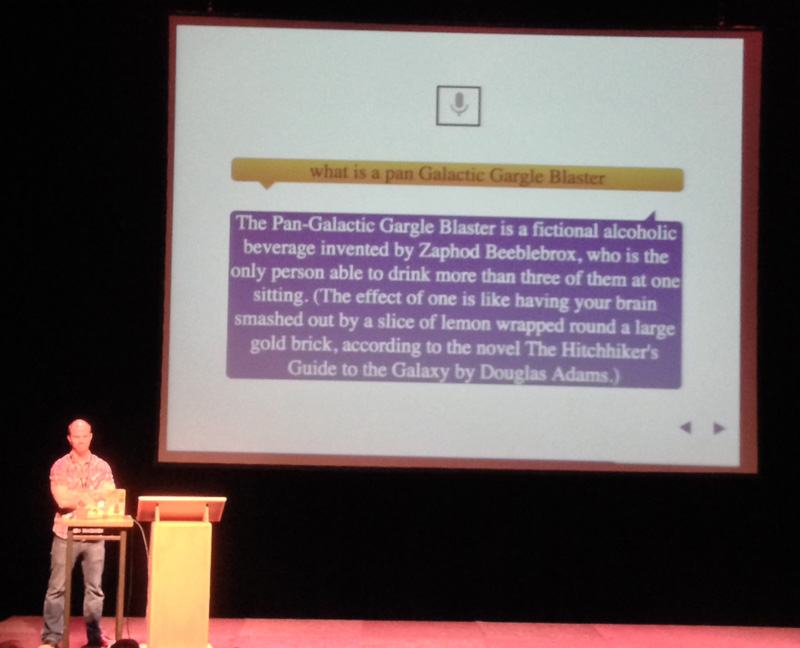 what is a pan Galactic Gargle Blaster
The Pan-Galactic Gargle Blaster is a fictional alcoholic
beverage invented by Zaphod Beeblebrox, who is the
only person able to drink more than three of them at one
sitting. (The effect of one is like having your brain
smashed out by a slice of lemon wrapped round a large
gold brick, according to the novel The Hitchhiker's
Guide to the Galaxy by Douglas Adams.)